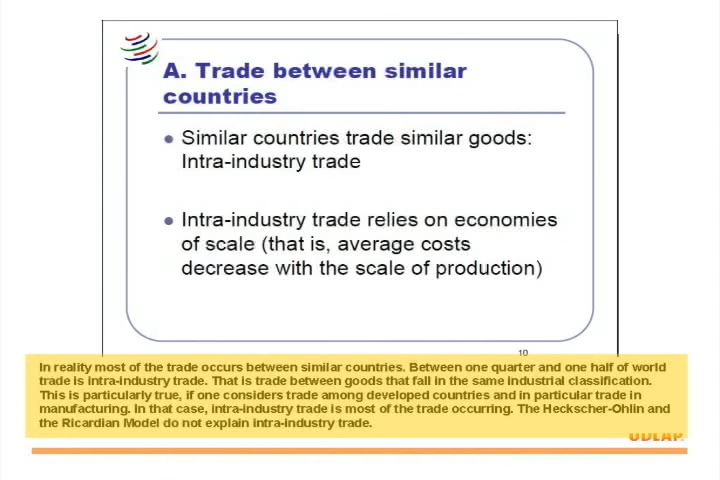 A. Trade between similar
countries
Similar countries trade similar goods:
Intra-industry trade
Intra-industry trade relies on economies
of scale (that is, average costs
decrease with the scale of production)
10
In reality most of the trade occurs between similar countries. Between one quarter and one half of world
trade is intra-industry trade. That is trade between goods that fall in the same industrial classification.
This is particularly true, if one considers trade among developed countries and in particular trade in
manufacturing. In that case, intra-industry trade is most of the trade occurring. The Heckscher-Ohlin and
the Ricardian Model do not explain intra-industry trade.
UDLAP